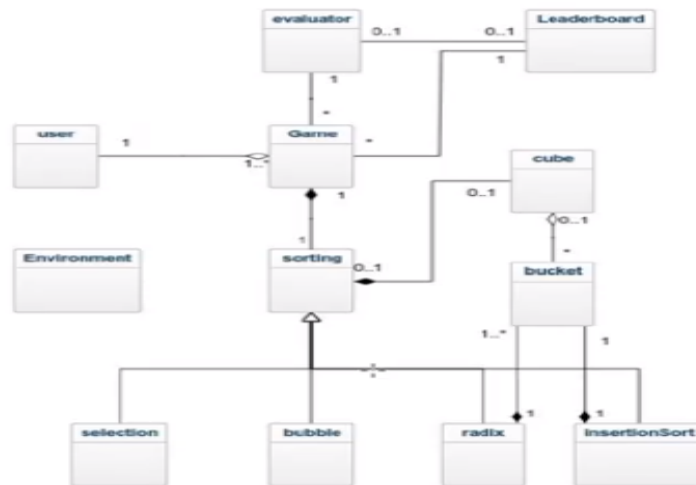 evaluator
Leaderboard
0..1
0..1
1
1
*
user
Game
*
1
1..*
cube
1
0..1
0..1
1
*
Environment
sorting
0..1
bucket
1..*
1
1
1
selection
bubble
radix
insertionSort